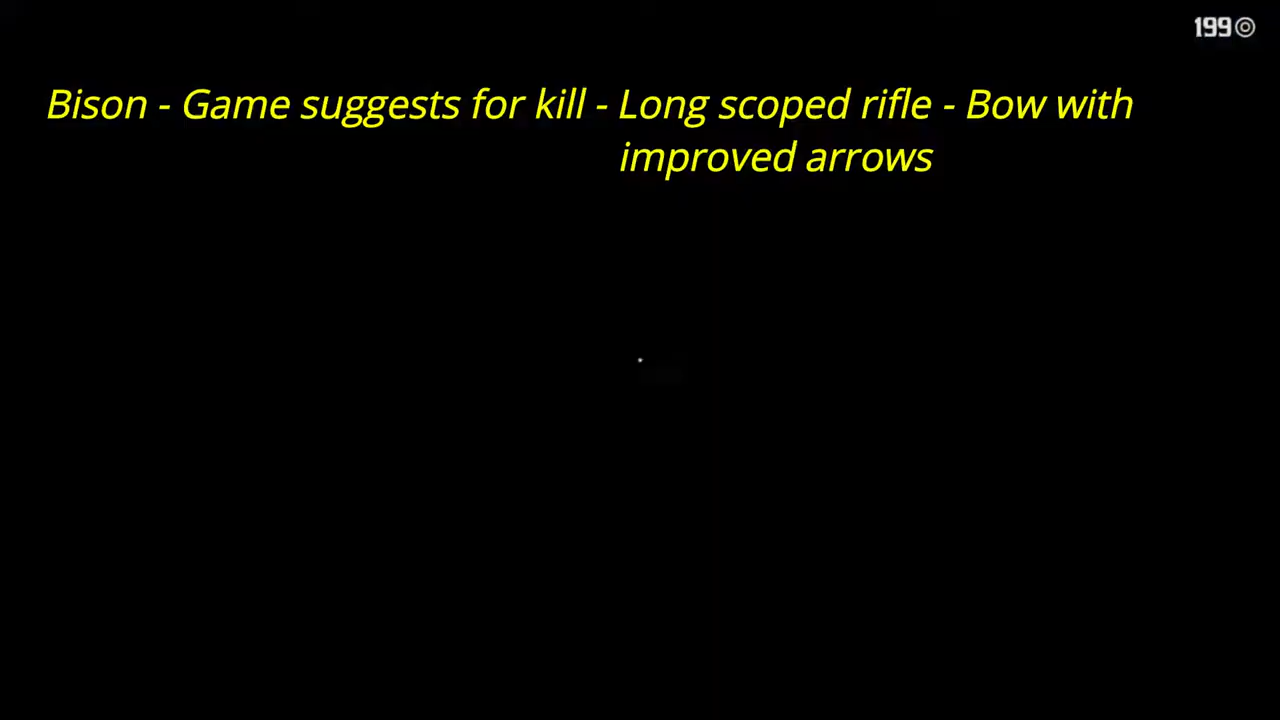 199
Bison - Game suggests for kill - Long scoped rifle - Bow with
improved arrows